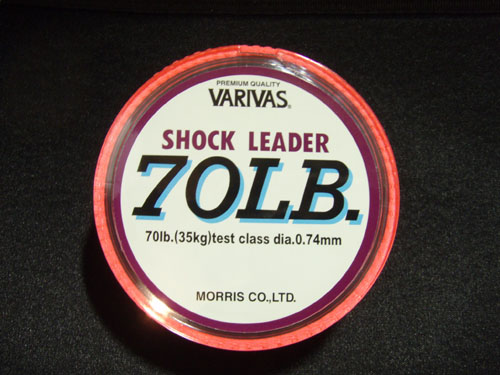 PREMIUM QUALITY
VARIVAS®
SHOCK LEADER
70LB.
70lb.(35kg)test class dia.0.74mm
MORRIS CO.,LTD.